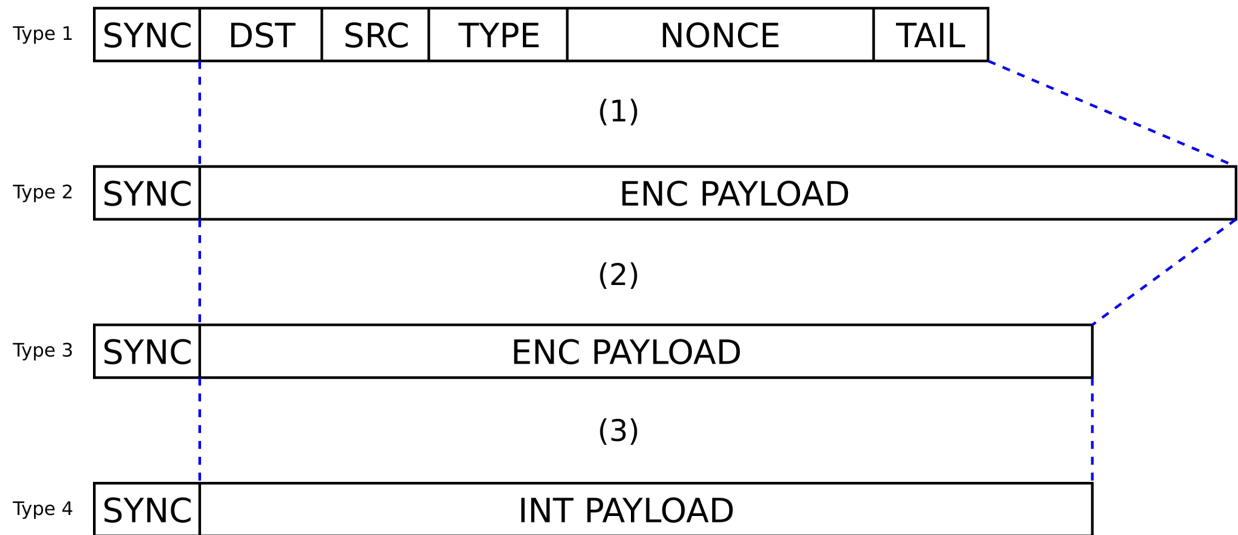 Type 1 SYNC DST SRC TYPE NONCE TAIL
(1)
Type 2 SYNC ENC PAYLOAD
(2)
Type 3 SYNC ENC PAYLOAD
(3)
Type 4 SYNC INT PAYLOAD